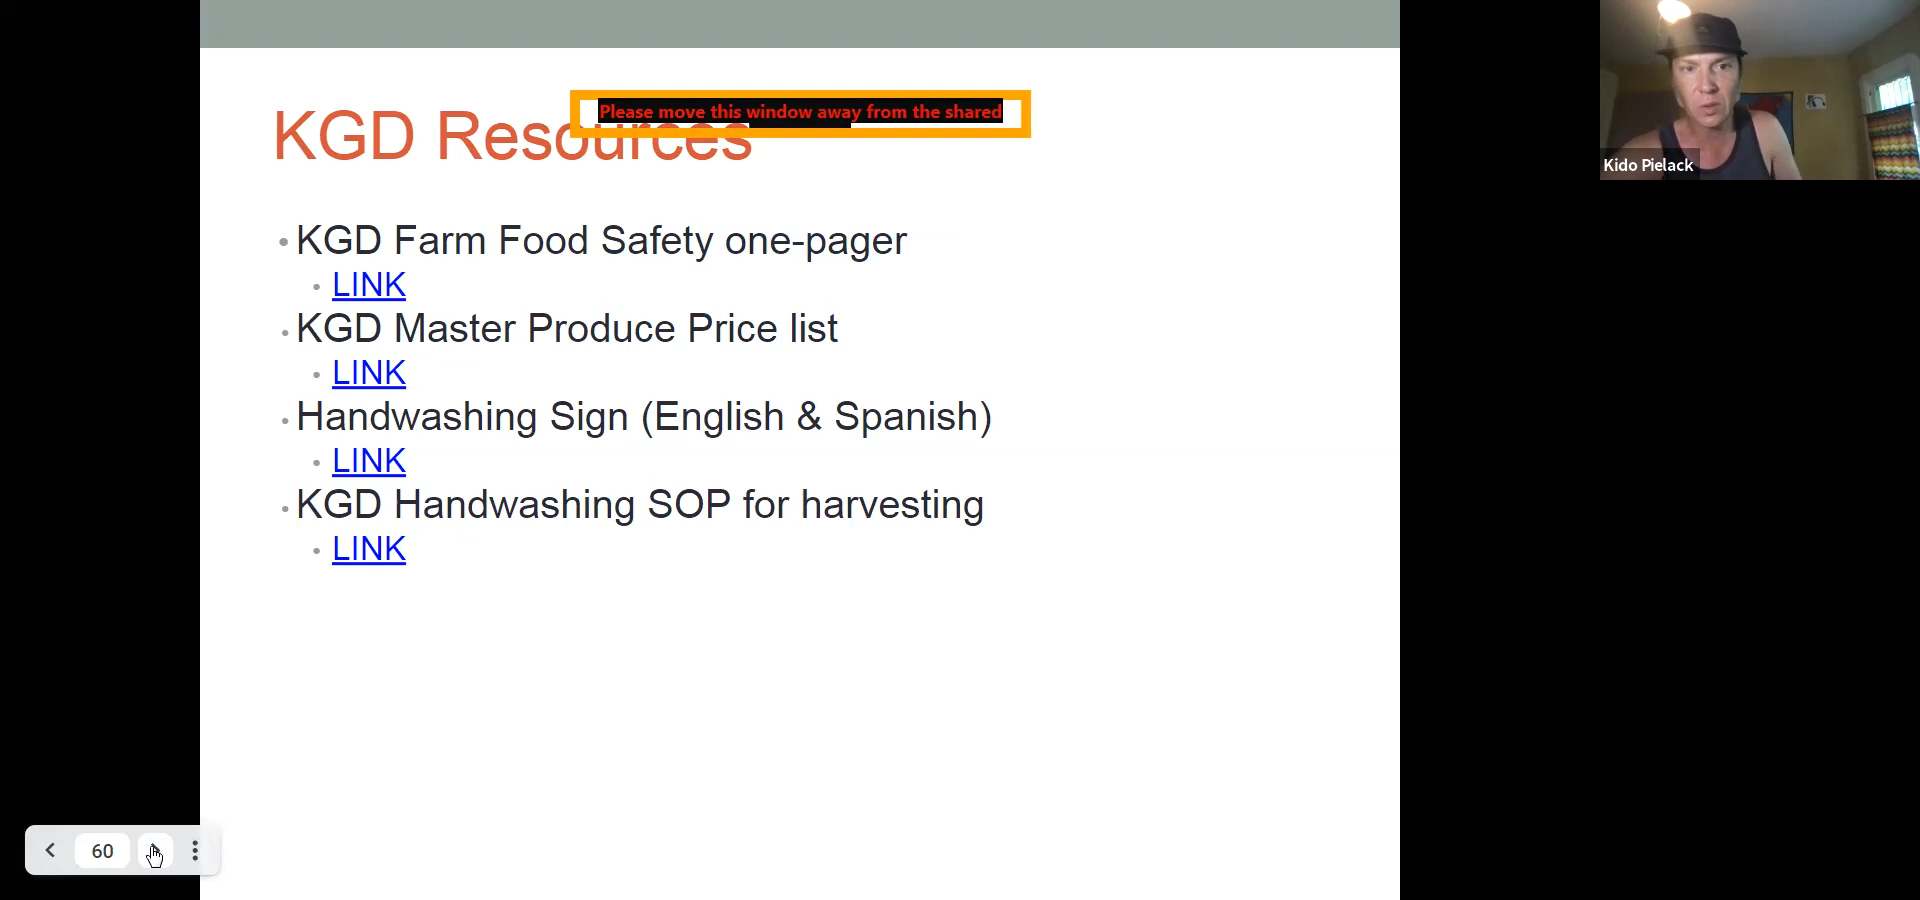 Please move this window away from the shared
KGD Resources
KGD Farm Food Safety one-pager
LINK
KGD Master Produce Price list
LINK
Handwashing Sign (English & Spanish)
LINK
KGD Handwashing SOP for harvesting
LINK
Kido Pielack
60